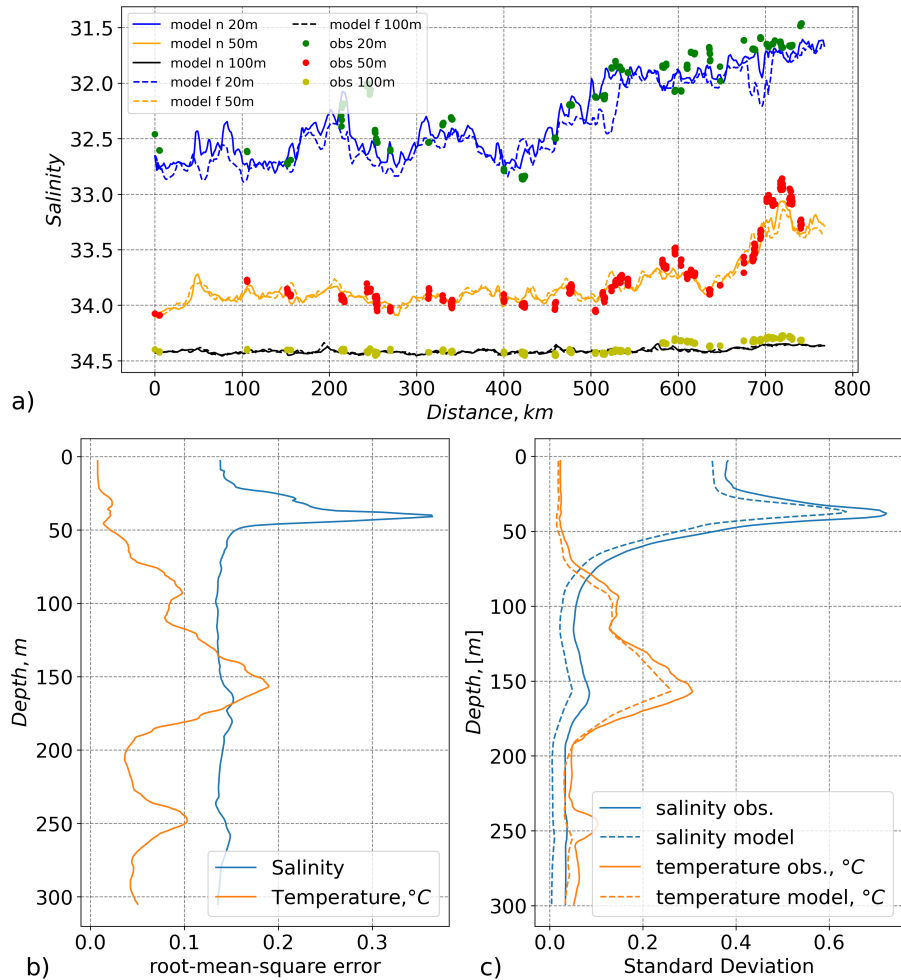 31.5
32.0
32.5
33.0
33.5
34.0
34.5
Salinity
model n 20m
model n 50m
model n 100m
model f 20m
model f 50m
model f 100m
obs 20m
obs 50m
obs 100m
0 100 200 300 400 500 600 700 800
Distance, km
a)
0
50
100
150
200
250
300
Depth, m
Salinity
Temperature,°C
0.0 0.1 0.2 0.3
root-mean-square error
b)
0
50
100
150
200
250
300
Depth, [m]
salinity obs.
salinity model
temperature obs., °C
temperature model, °C
0.0 0.2 0.4 0.6
Standard Deviation
c)